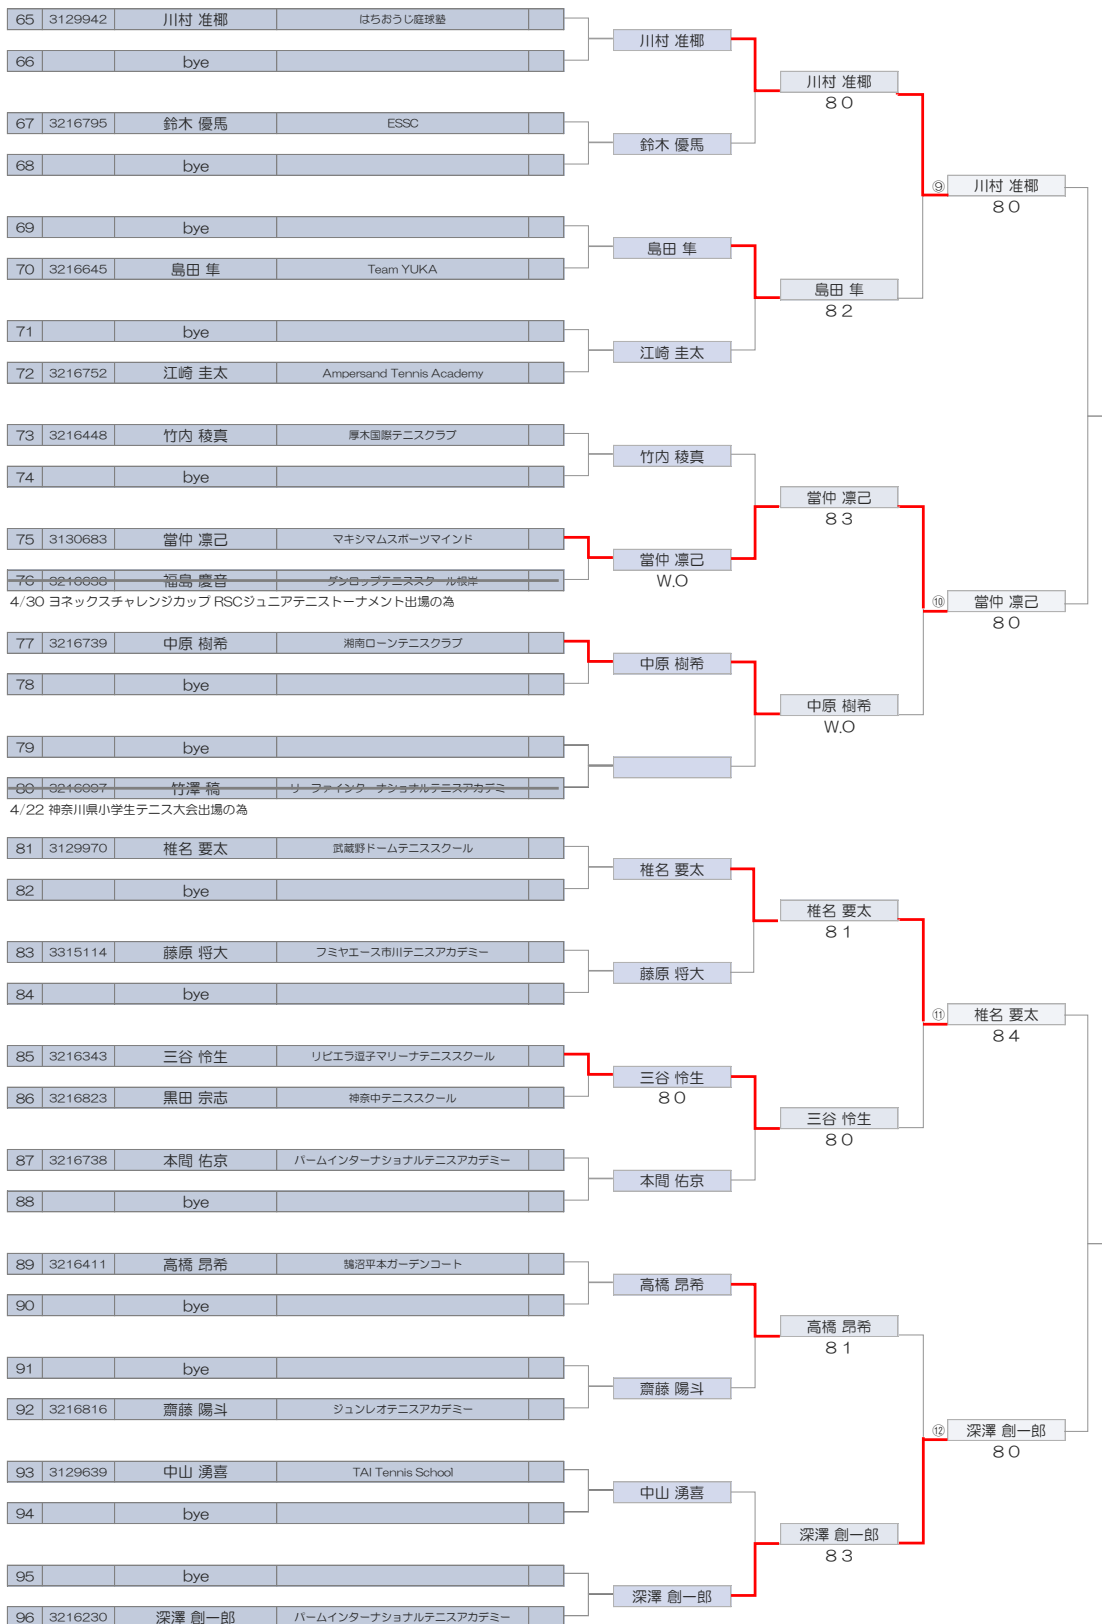 65 3129942 川村 准椰 はちおうじ庭球塾
川村 准椰
66 bye
川村 准椰
80
67 3216795 鈴木 優馬 ESSC
鈴木 優馬
68 bye
⑨ 川村 准椰
80
69 bye
島田 隼
70 3216645 島田 隼 Team YUKA
島田 隼
82
71 bye
江崎 圭太
72 3216752 江崎 圭太 Ampersand Tennis Academy
73 3216448 竹内 稜真 厚木国際テニスクラブ
竹内 稜真
74 bye
當仲 凛己
83
75 3130683 當仲 凛己 マキシマムスポーツマインド
當仲 凛己
W.O
76 3216638 福島 慶音 ダンロップテニススクール根岸
4/30 ヨネックスチャレンジカップ RSCジュニアテニストーナメント出場の為
⑩ 當仲 凛己
80
77 3216739 中原 樹希 湘南ローンテニスクラブ
中原 樹希
78 bye
中原 樹希
W.O
79 bye
80 竹澤 稿 リーファインターナショナルテニスアカデミ
4/22 神奈川県小学生テニス大会出場の為
81 3129970 椎名 要太 武蔵野ドームテニススクール
椎名 要太
82 bye
椎名 要太
81
83 3315114 藤原 将大 フミヤエース市川テニスアカデミー
藤原 将大
84 bye
⑪ 椎名 要太
84
85 3216343 三谷 怜生 リビエラ逗子マリーナテニススクール
三谷 怜生
80
86 3216823 黒田 宗志 神奈中テニススクール
三谷 怜生
80
87 3216738 本間 佑京 パームインターナショナルテニスアカデミー
本間 佑京
88 bye
89 3216411 高橋 昂希 鵠沼平本ガーデンコート
高橋 昂希
90 bye
高橋 昂希
81
91 bye
齋藤 陽斗
92 3216816 齋藤 陽斗 ジュンレオテニスアカデミー
⑫ 深澤 創一郎
80
93 3129639 中山 湧喜 TAI Tennis School
中山 湧喜
94 bye
深澤 創一郎
83
95 bye
深澤 創一郎
96 3216230 深澤 創一郎 パームインターナショナルテニスアカデミー